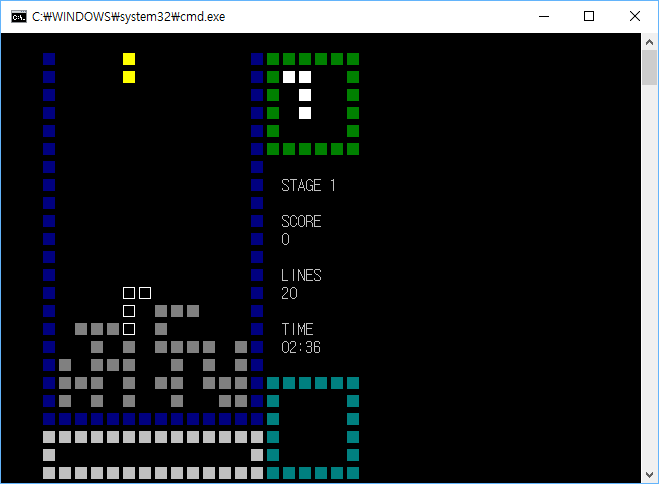 C:₩WINDOWS₩system32₩cmd.exe
STAGE 1
SCORE
0
LINES
20
TIME
02:36